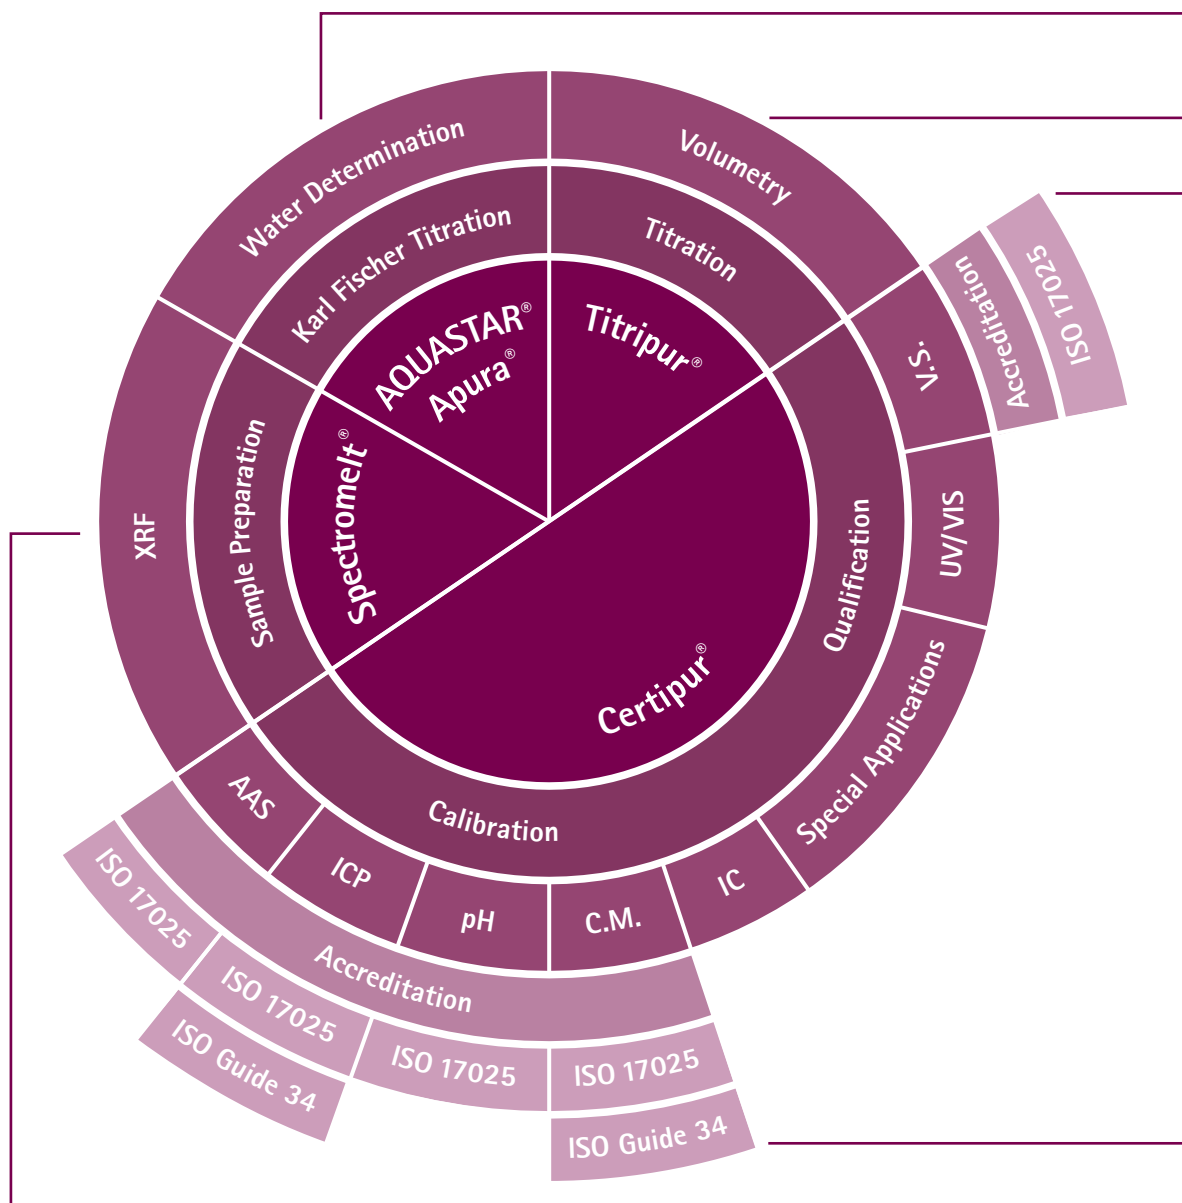 Water Determination
Volumetry
Karl Fischer Titration
Titration
AQUASTAR®
Apura®
Titripur®
Accreditation
ISO 17025
V.S.
XRF
Sample Preparation
Spectromelt®
Qualification
UV/VIS
Certipur®
Special Applications
Calibration
AAS
ICP
pH
C.M.
IC
Accreditation
ISO 17025
ISO 17025
ISO 17025
ISO 17025
ISO Guide 34
ISO Guide 34